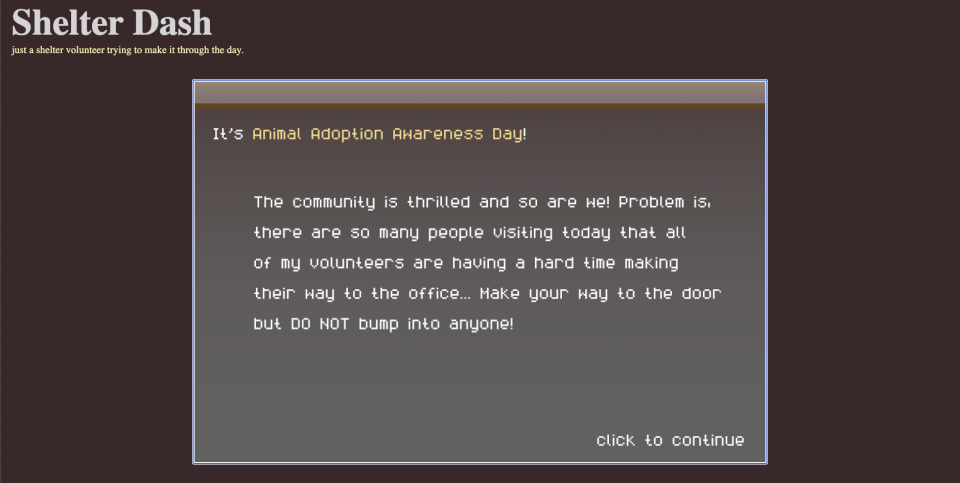 Shelter Dash
just a shelter volunteer trying to make it through the day.
It's Animal Adoption Awareness Day!
The community is thrilled and so are we! Problem is,
there are so many people visiting today that all
of my volunteers are having a hard time making
their way to the office... Make your way to the door
but DO NOT bump into anyone!
click to continue